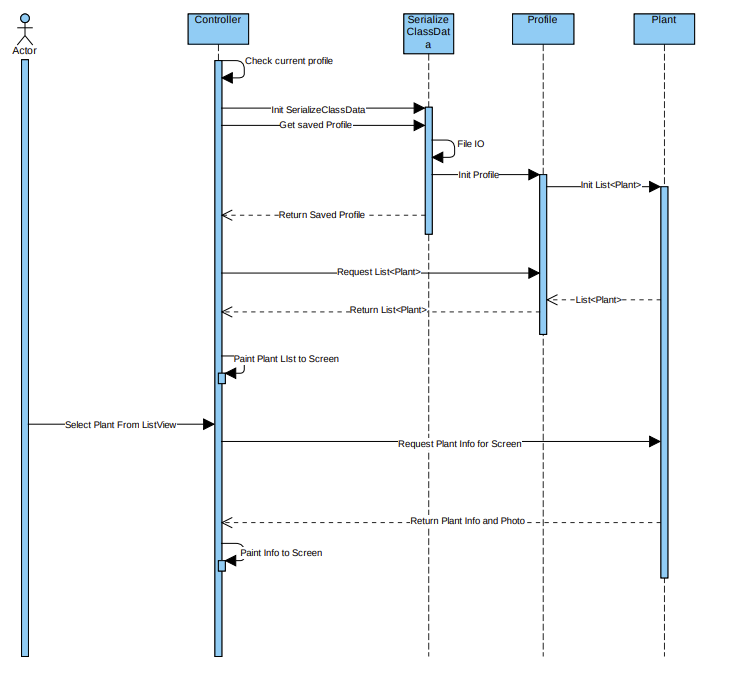 Controller
Serialize
ClassDat
a
Profile
Plant
Actor
Check current profile
Init SerializeClassData
Get saved Profile
File IO
Init Profile
Init List<Plant>
Return Saved Profile
Request List<Plant>
List<Plant>
Return List<Plant>
Paint Plant LIst to Screen
Select Plant From ListView
Request Plant Info for Screen
Return Plant Info and Photo
Paint Info to Screen